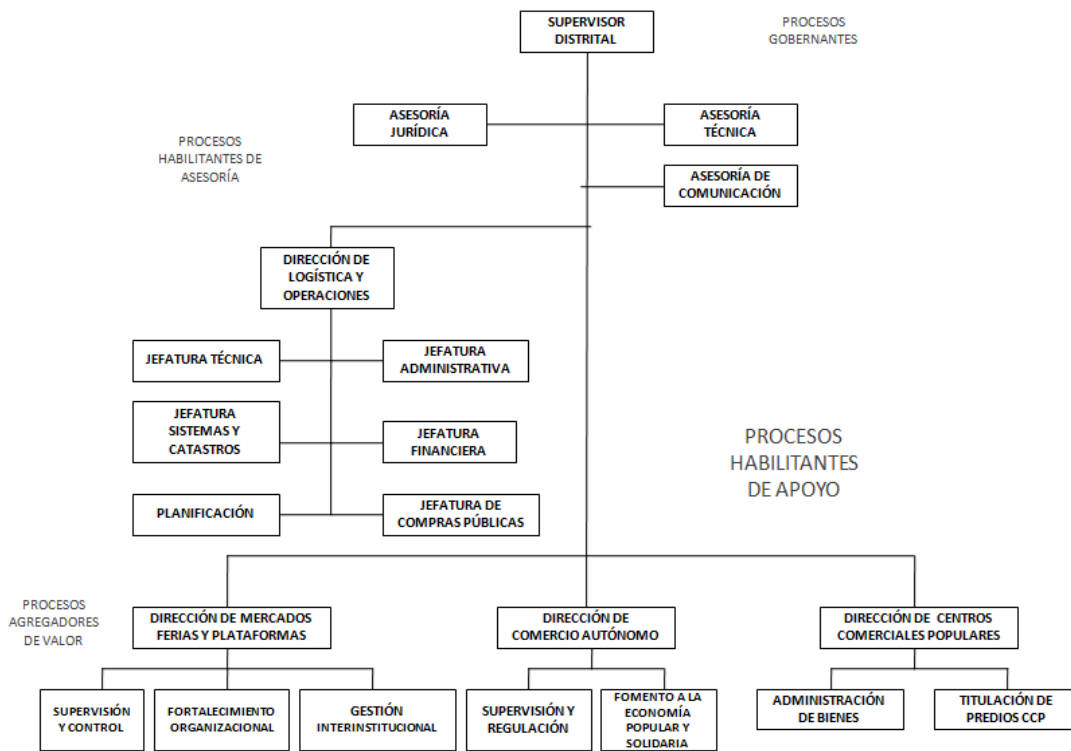 SUPERVISOR
DISTRITAL
PROCESOS
GOBERNANTES
ASESORÍA
JURÍDICA
ASESORÍA
TÉCNICA
PROCESOS
HABILITANTES DE
ASESORÍA
ASESORÍA DE
COMUNICACIÓN
DIRECCIÓN DE
LOGÍSTICA Y
OPERACIONES
JEFATURA TÉCNICA
JEFATURA
ADMINISTRATIVA
JEFATURA
SISTEMAS Y
CATASTROS
JEFATURA
FINANCIERA
PROCESOS
HABILITANTES
DE APOYO
PLANIFICACIÓN
JEFATURA DE
COMPRAS PÚBLICAS
PROCESOS
AGREGADORES
DE VALOR
DIRECCIÓN DE MERCADOS
FERIAS Y PLATAFORMAS
DIRECCIÓN DE
COMERCIO AUTÓNOMO
DIRECCIÓN DE CENTROS
COMERCIALES POPULARES
SUPERVISIÓN
Y CONTROL
FORTALECIMIENTO
ORGANIZACIONAL
GESTIÓN
INTERINSTITUCIONAL
SUPERVISIÓN Y
REGULACIÓN
FOMENTO A LA
ECONOMÍA
POPULAR Y
SOLIDARIA
ADMINISTRACIÓN
DE BIENES
TITULACIÓN DE
PREDIOS CCP